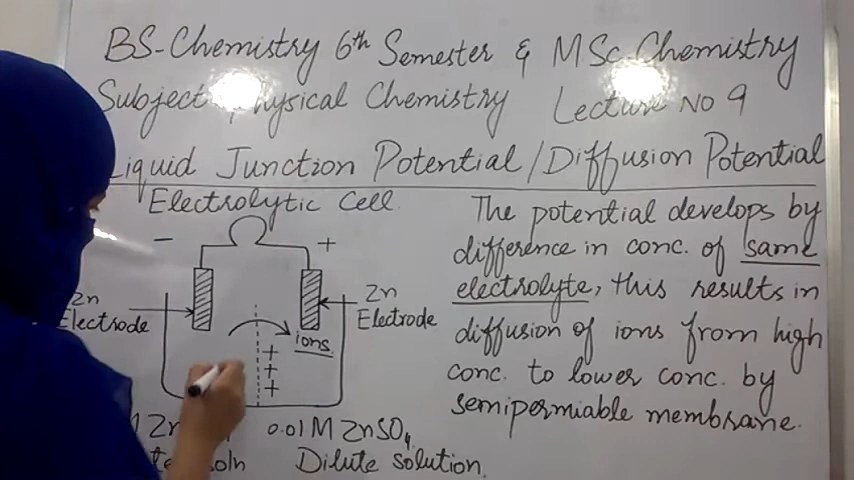 BS-Chemistry 6th Semester & MSc Chemistry
Subject Physical Chemistry Lecture No 9
Liquid Junction Potential / Diffusion Potential
Electrolytic Cell.
The potential develops by
difference in conc. of same
electrolyte, this results in
diffusion of ions from high
conc. to lower conc. by
semipermiable membrane.
− +
Zn
Electrode
Zn
Electrode
ions
+
+
+
0.01M ZnSO4
soln Dilute solution.